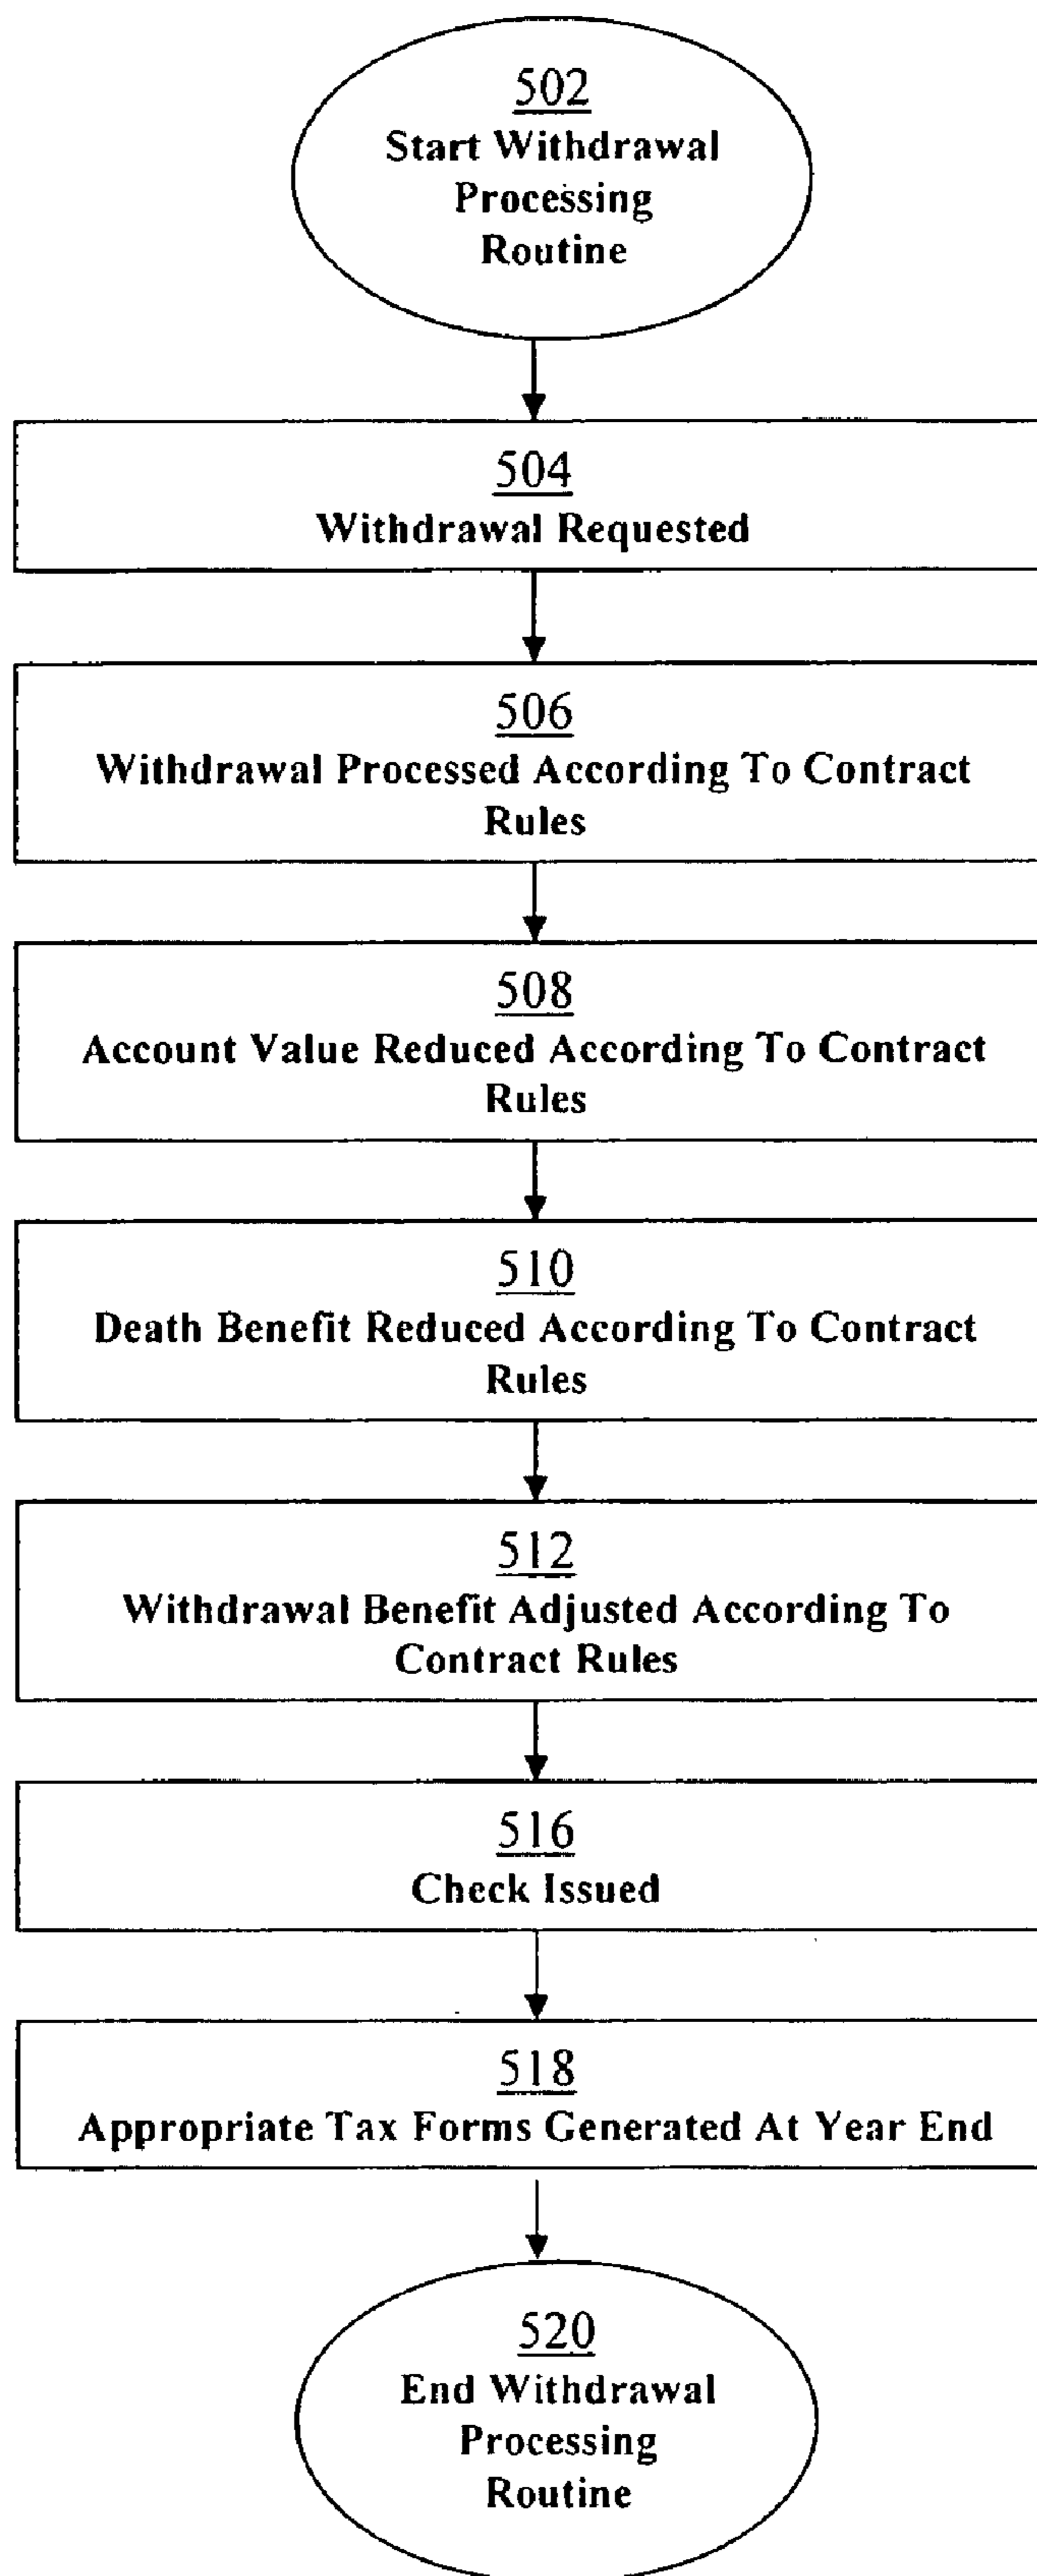 502
Start Withdrawal
Processing
Routine
504
Withdrawal Requested
506
Withdrawal Processed According To Contract
Rules
508
Account Value Reduced According To Contract
Rules
510
Death Benefit Reduced According To Contract
Rules
512
Withdrawal Benefit Adjusted According To
Contract Rules
516
Check Issued
518
Appropriate Tax Forms Generated At Year End
520
End Withdrawal
Processing
Routine